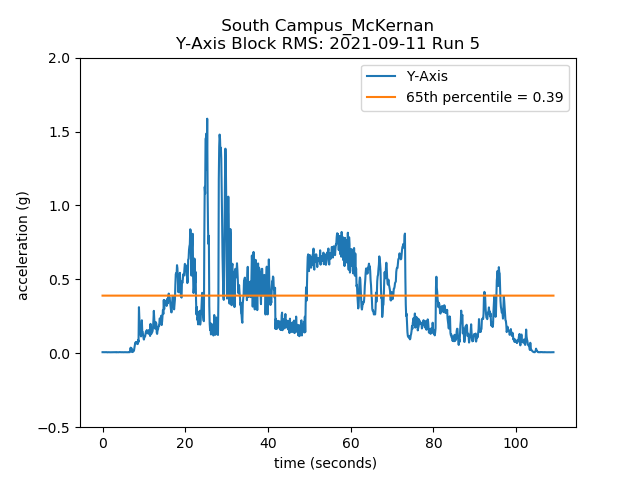 South Campus_McKernan
Y-Axis Block RMS: 2021-09-11 Run 5
Y-Axis
65th percentile = 0.39
2.0
1.5
1.0
0.5
0.0
−0.5
acceleration (g)
0 20 40 60 80 100
time (seconds)